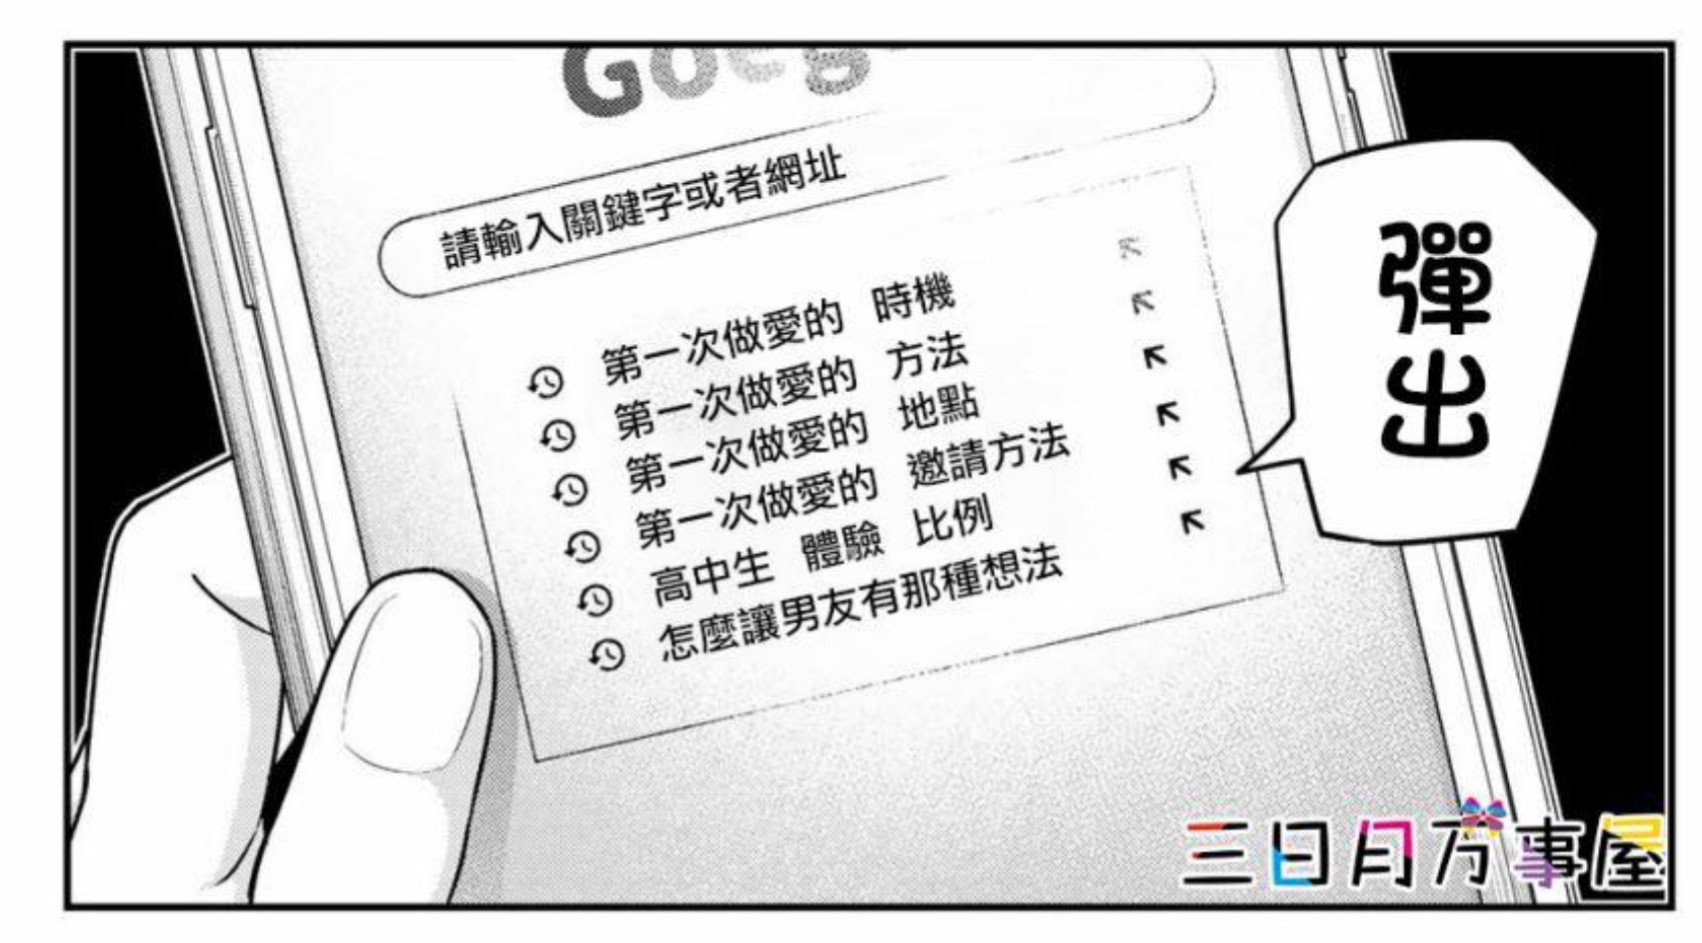 Goog
請輸入關鍵字或者網址
第一次做愛的 時機
第一次做愛的 方法
第一次做愛的 地點
第一次做愛的 邀請方法
高中生 體驗 比例
怎麼讓男友有那種想法
彈出
三日月万事屋